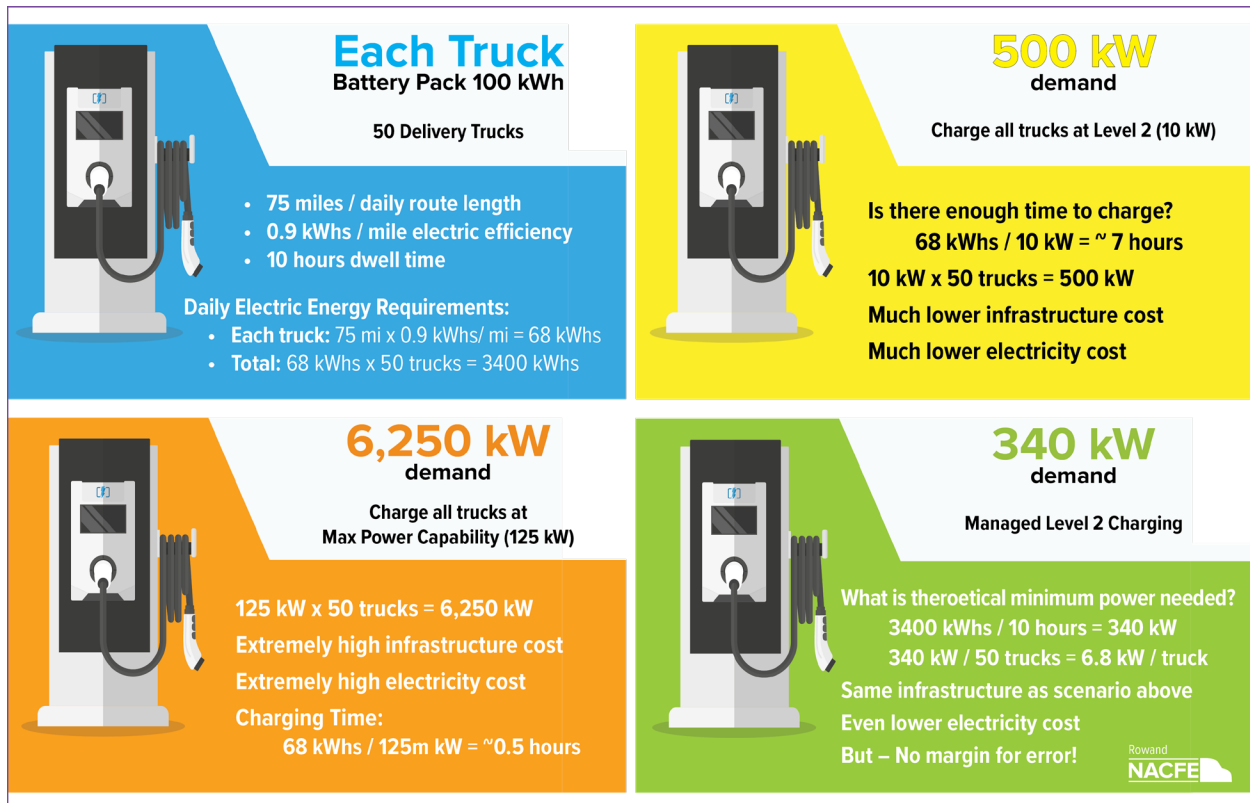 Each Truck
Battery Pack 100 kWh
50 Delivery Trucks
• 75 miles / daily route length
• 0.9 kWhs / mile electric efficiency
• 10 hours dwell time
Daily Electric Energy Requirements:
• Each truck: 75 mi x 0.9 kWhs/ mi = 68 kWhs
• Total: 68 kWhs x 50 trucks = 3400 kWhs
500 kW
demand
Charge all trucks at Level 2 (10 kW)
Is there enough time to charge?
68 kWhs / 10 kW = ~ 7 hours
10 kW x 50 trucks = 500 kW
Much lower infrastructure cost
Much lower electricity cost
6,250 kW
demand
Charge all trucks at
Max Power Capability (125 kW)
125 kW x 50 trucks = 6,250 kW
Extremely high infrastructure cost
Extremely high electricity cost
Charging Time:
68 kWhs / 125m kW = ~0.5 hours
340 kW
demand
Managed Level 2 Charging
What is theroetical minimum power needed?
3400 kWhs / 10 hours = 340 kW
340 kW / 50 trucks = 6.8 kW / truck
Same infrastructure as scenario above
Even lower electricity cost
But – No margin for error!
Rowand
NACFE